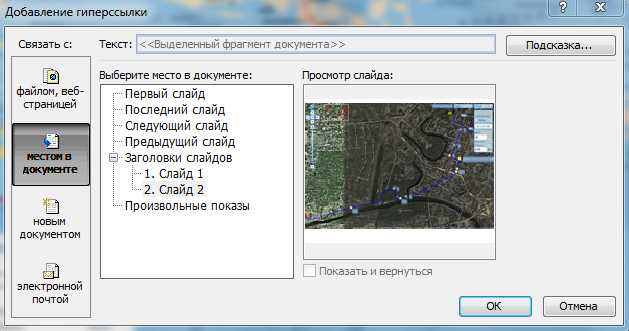 Добавление гиперссылки
Связать с:
Текст: <<Выделенный фрагмент документа>>
Подсказка...
файлом, веб-
страницей
местом в
документе
новым
документом
электронной
почтой
Выберите место в документе:
Первый слайд
Последний слайд
Следующий слайд
Предыдущий слайд
Заголовки слайдов
1. Слайд 1
2. Слайд 2
Произвольные показы
Просмотр слайда:
Показать и вернуться
ОК
Отмена